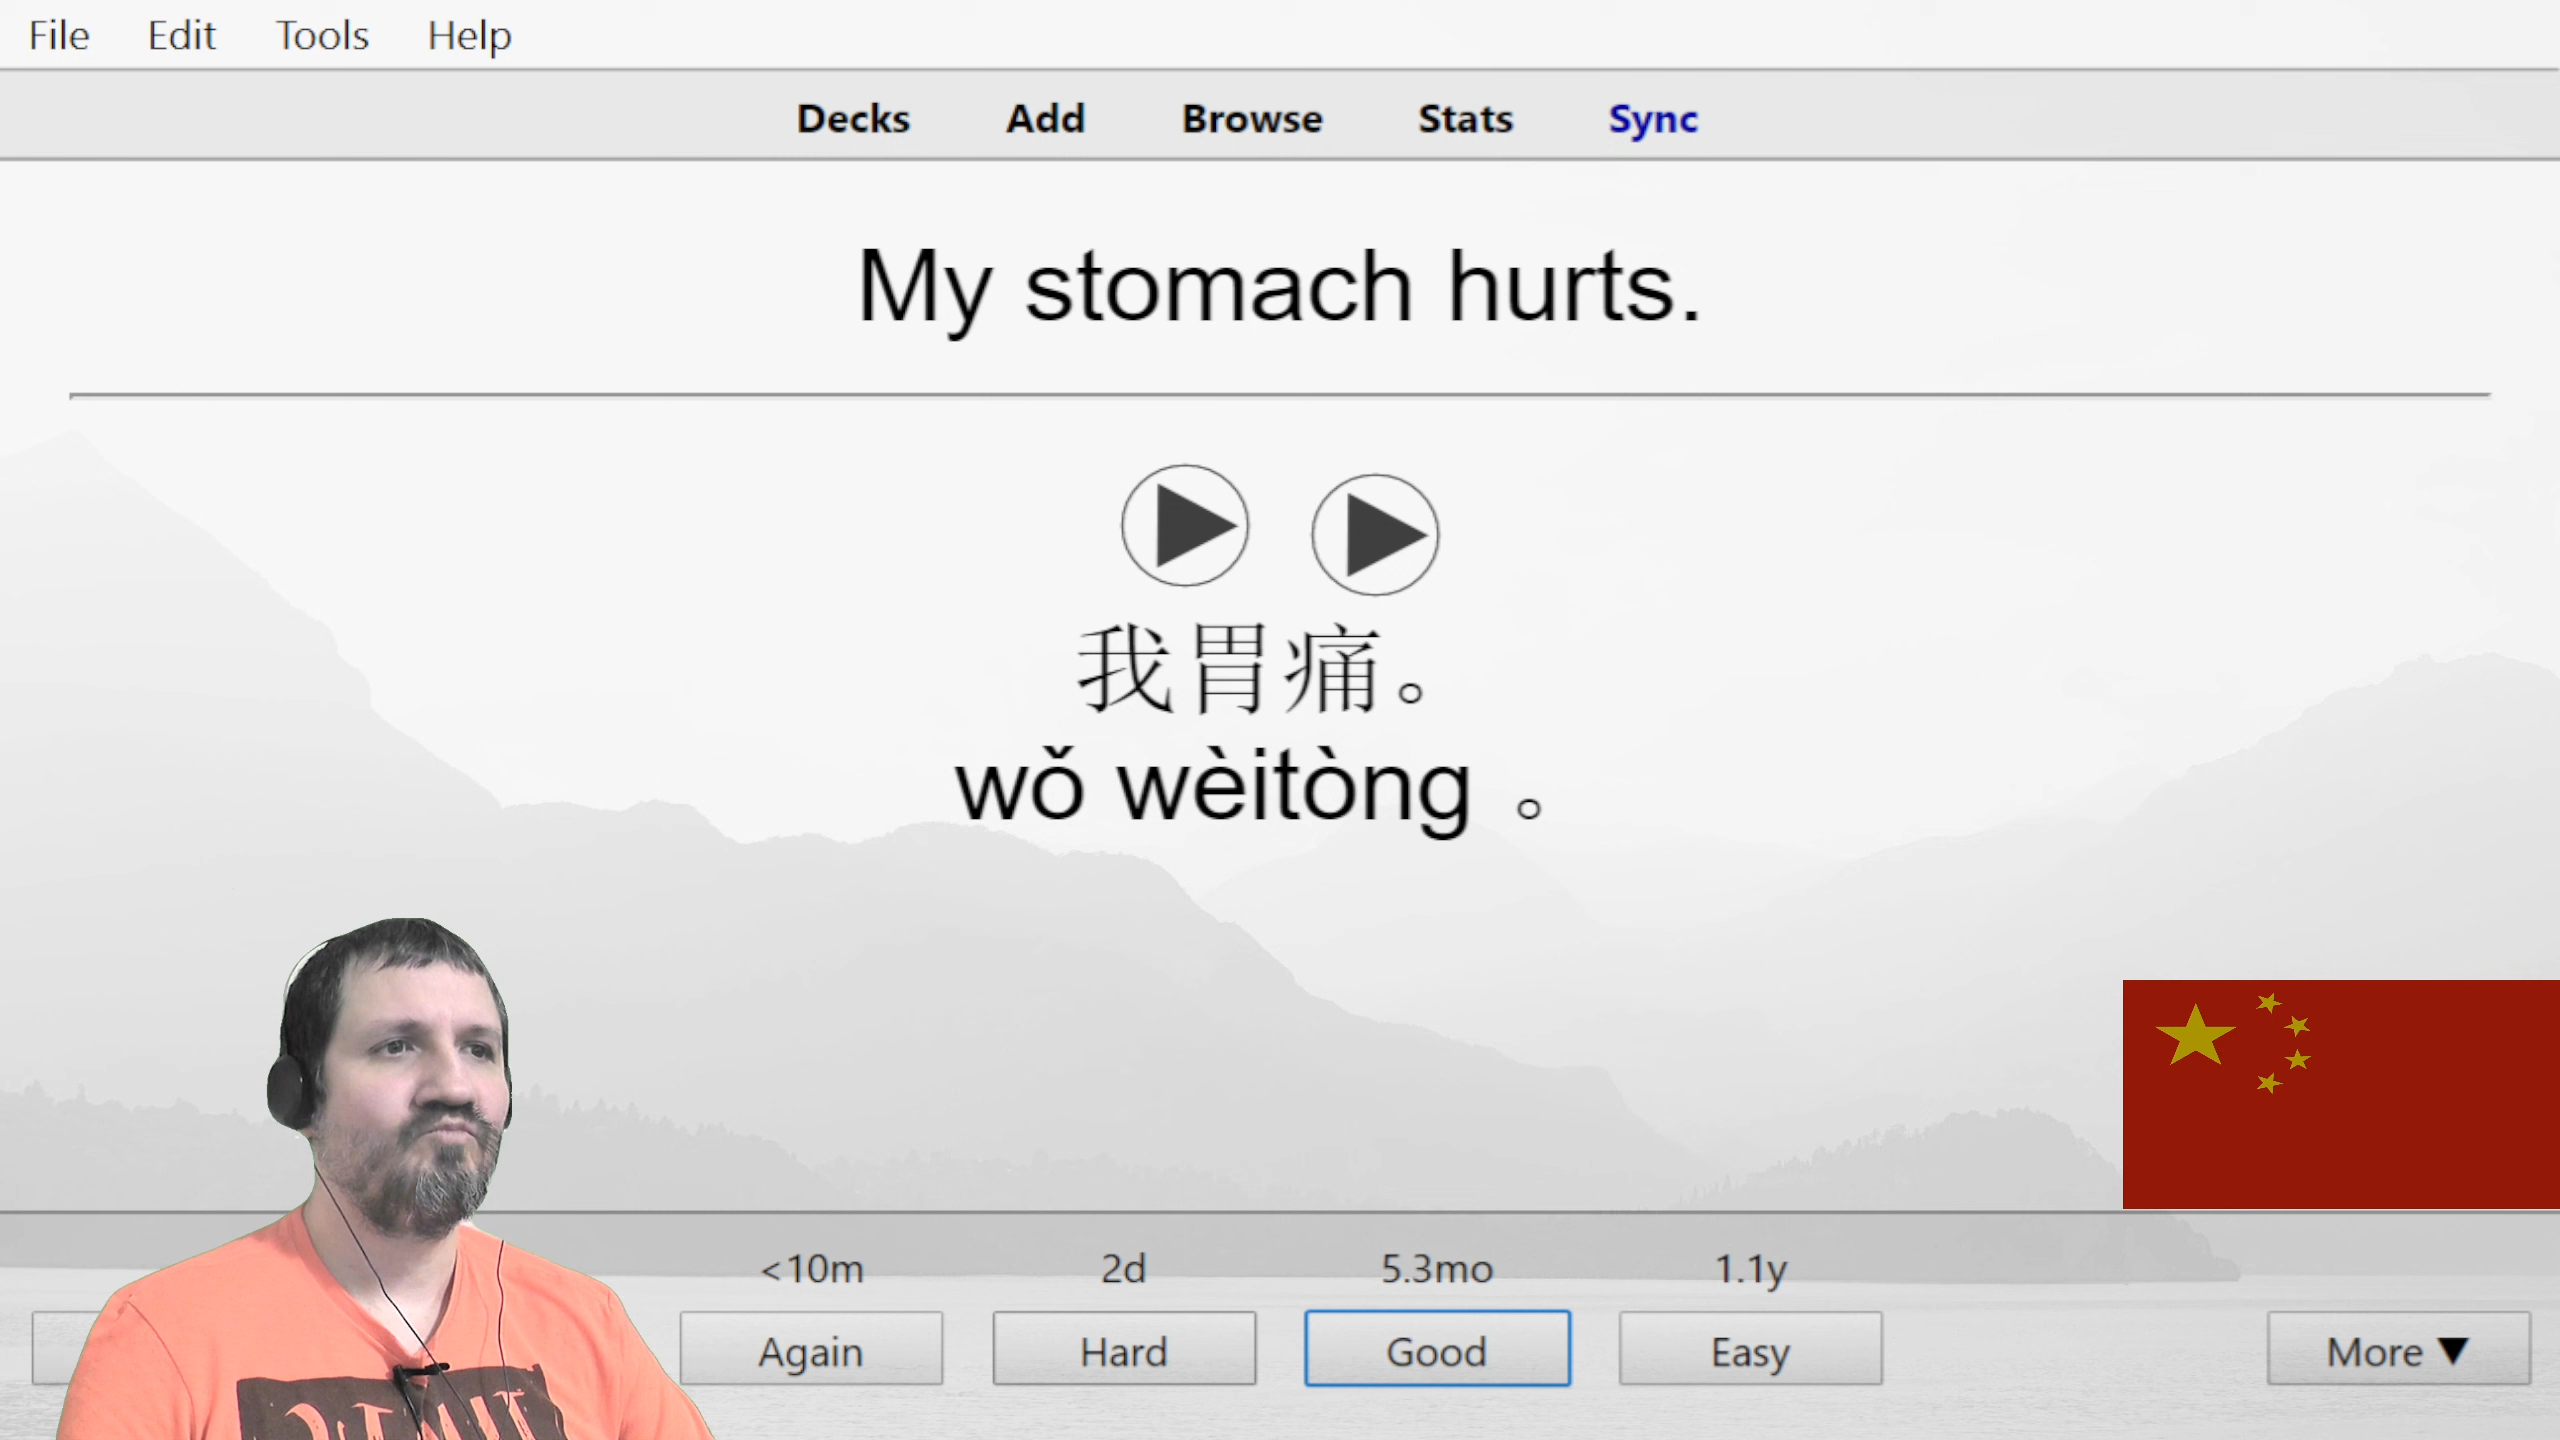 File Edit Tools Help
Decks Add Browse Stats Sync
My stomach hurts.
我胃痛。
wǒ wèitòng 。
<10m 2d 5.3mo 1.1y
Again Hard Good Easy More ▼